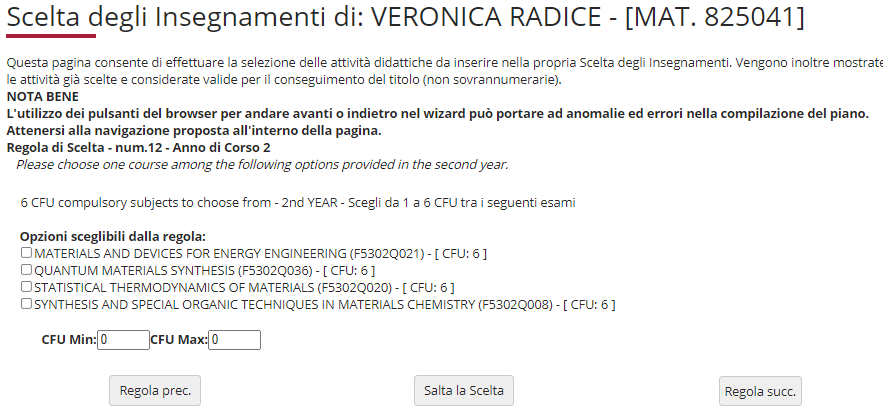 Scelta degli Insegnamenti di: VERONICA RADICE - [MAT. 825041]
Questa pagina consente di effettuare la selezione delle attività didattiche da inserire nella propria Scelta degli Insegnamenti. Vengono inoltre mostrate
le attività già scelte e considerate valide per il conseguimento del titolo (non sovrannumerarie).
NOTA BENE
L'utilizzo dei pulsanti del browser per andare avanti o indietro nel wizard può portare ad anomalie ed errori nella compilazione del piano.
Attenersi alla navigazione proposta all'interno della pagina.
Regola di Scelta - num.12 - Anno di Corso 2
Please choose one course among the following options provided in the second year.
6 CFU compulsory subjects to choose from - 2nd YEAR - Scegli da 1 a 6 CFU tra i seguenti esami
Opzioni sceglibili dalla regola:
MATERIALS AND DEVICES FOR ENERGY ENGINEERING (F5302Q021) - [ CFU: 6 ]
QUANTUM MATERIALS SYNTHESIS (F5302Q036) - [ CFU: 6 ]
STATISTICAL THERMODYNAMICS OF MATERIALS (F5302Q020) - [ CFU: 6 ]
SYNTHESIS AND SPECIAL ORGANIC TECHNIQUES IN MATERIALS CHEMISTRY (F5302Q008) - [ CFU: 6 ]
CFU Min: 0 CFU Max: 0
Regola prec. Salta la Scelta Regola succ.